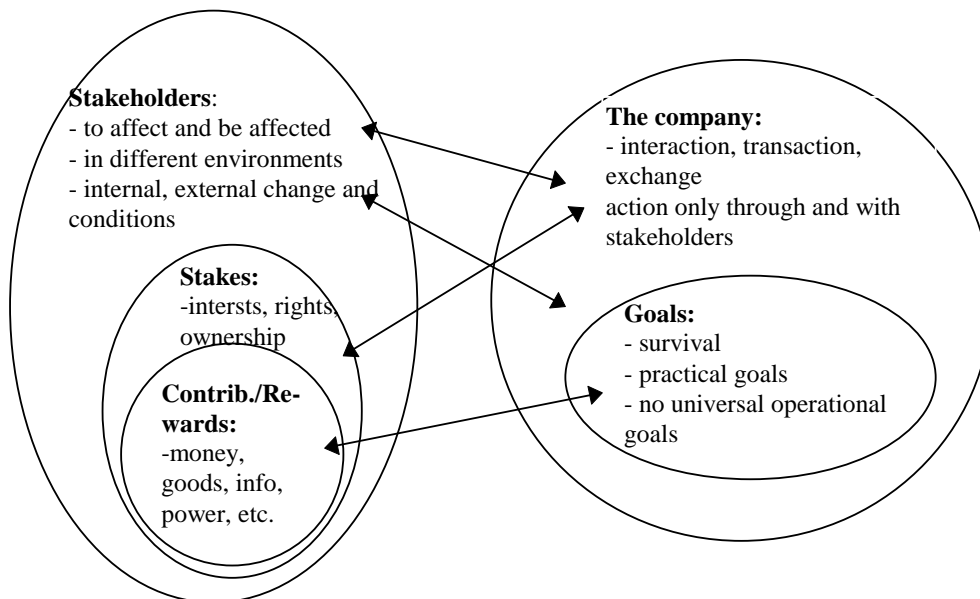 Stakeholders:
- to affect and be affected
- in different environments
- internal, external change and
conditions
Stakes:
-intersts, rights,
ownership
Contrib./Re-
wards:
-money,
goods, info,
power, etc.
The company:
- interaction, transaction,
exchange
action only through and with
stakeholders
Goals:
- survival
- practical goals
- no universal operational
goals